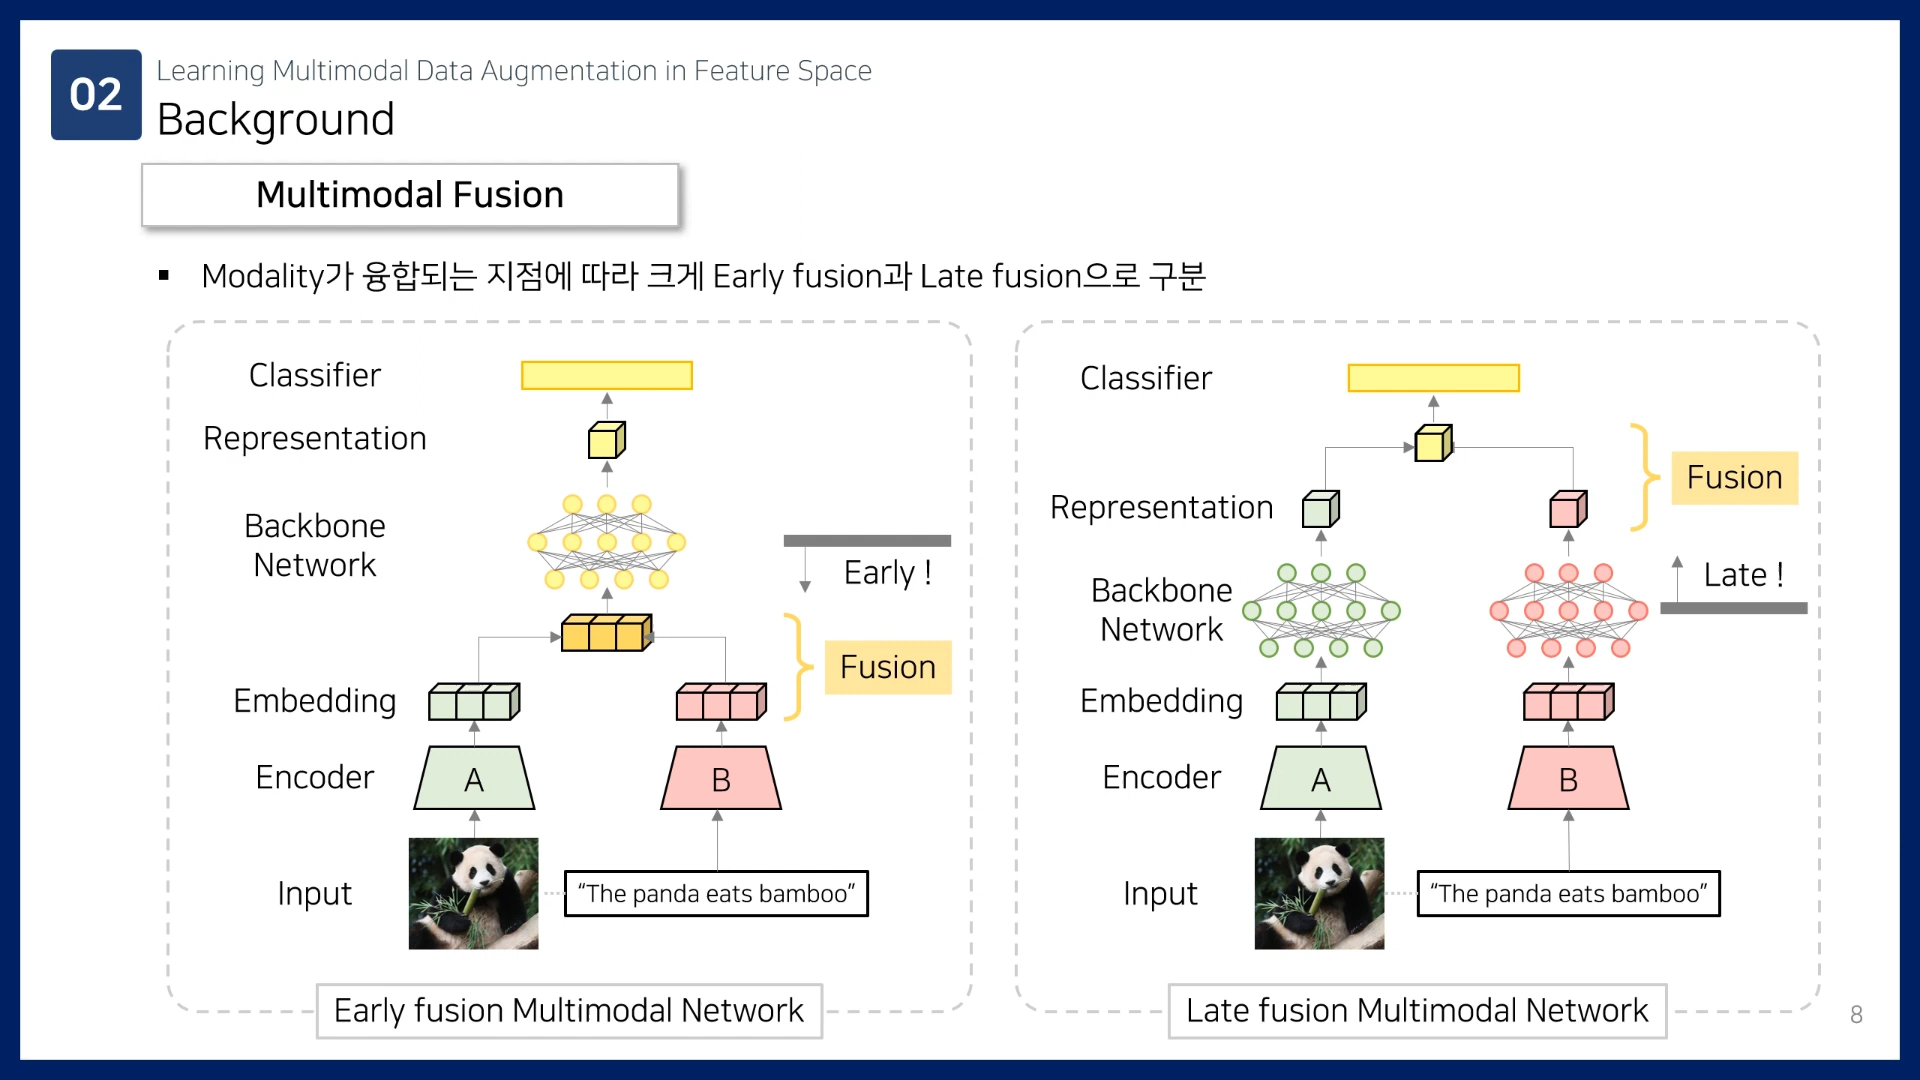 02
Learning Multimodal Data Augmentation in Feature Space
Background
Multimodal Fusion
▪ Modality가 융합되는 지점에 따라 크게 Early fusion과 Late fusion으로 구분
Classifier
Representation
Backbone
Network
Early !
Fusion
Embedding
Encoder
A
B
Input
“The panda eats bamboo”
Early fusion Multimodal Network
Classifier
Fusion
Representation
Late !
Backbone
Network
Embedding
Encoder
A
B
Input
“The panda eats bamboo”
Late fusion Multimodal Network
8